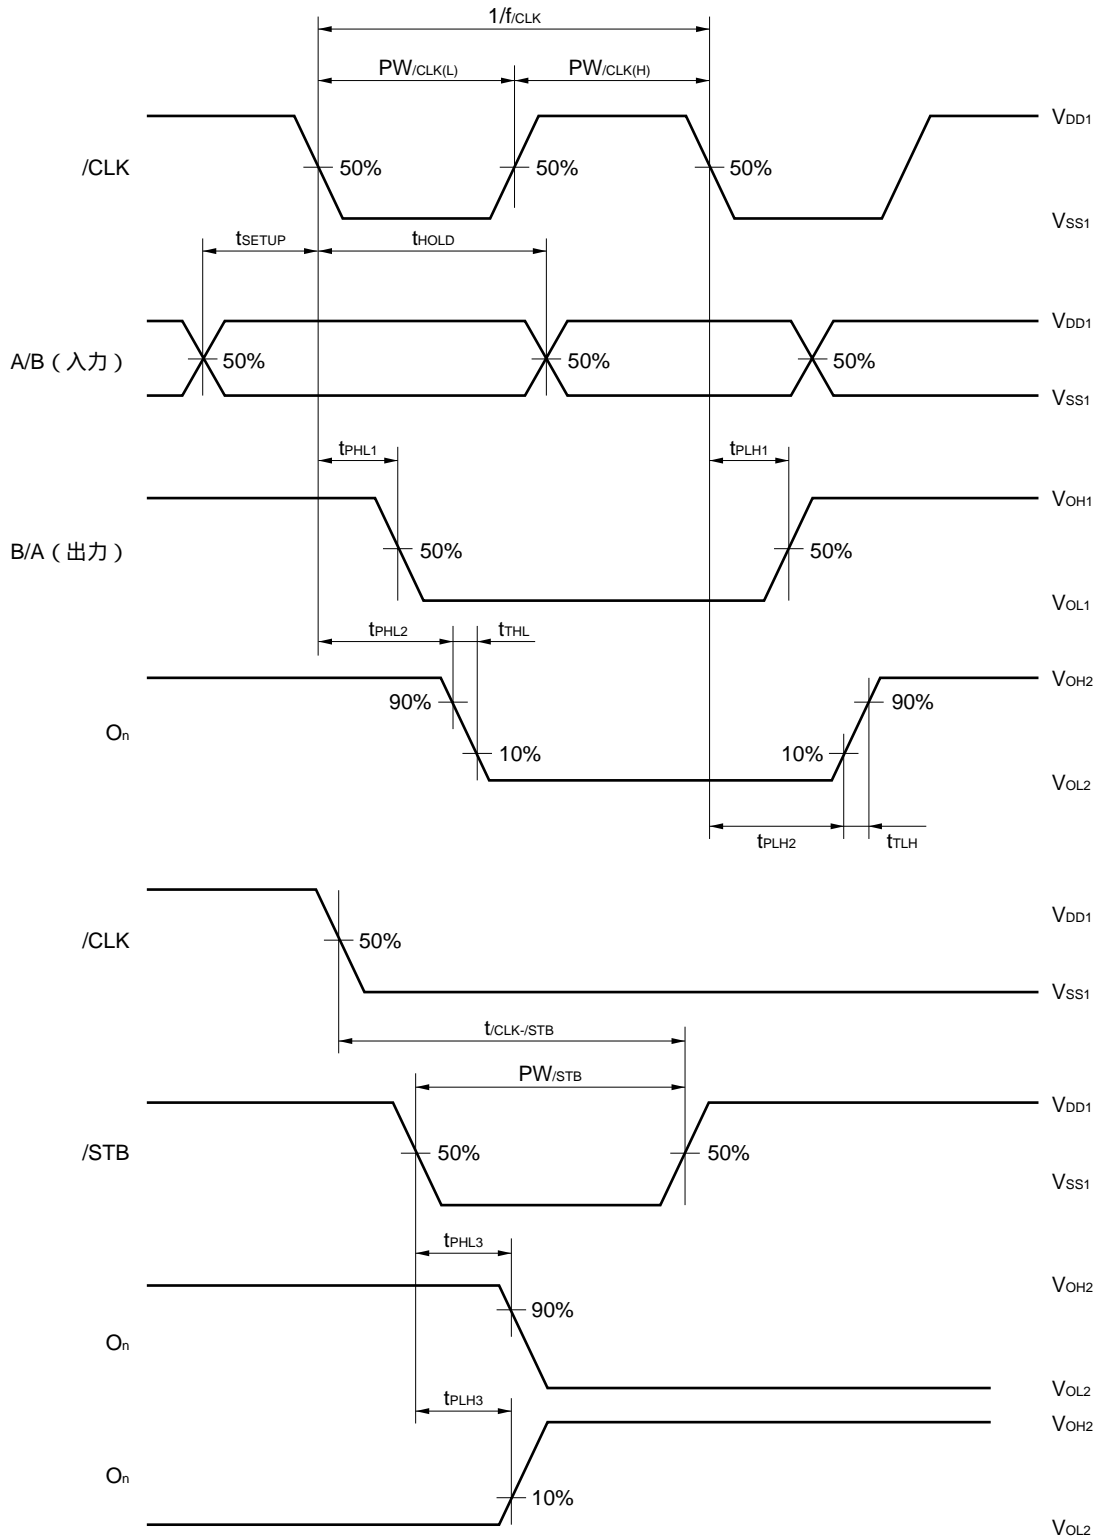 1/f/CLK
PW/CLK(L) PW/CLK(H)
VDD1
/CLK 50% 50% 50%
VSS1
tSETUP tHOLD
VDD1
A/B（入力） 50% 50% 50%
VSS1
tPHL1 tPLH1
VOH1
B/A（出力） 50% 50%
VOL1
tPHL2 tTHL
VOH2
90% 90%
On
10% 10%
VOL2
tPLH2 tTLH
VDD1
/CLK 50%
VSS1
t/CLK-/STB
PW/STB
VDD1
/STB 50% 50%
VSS1
tPHL3
VOH2
90%
On
VOL2
tPLH3
VOH2
On
10%
VOL2